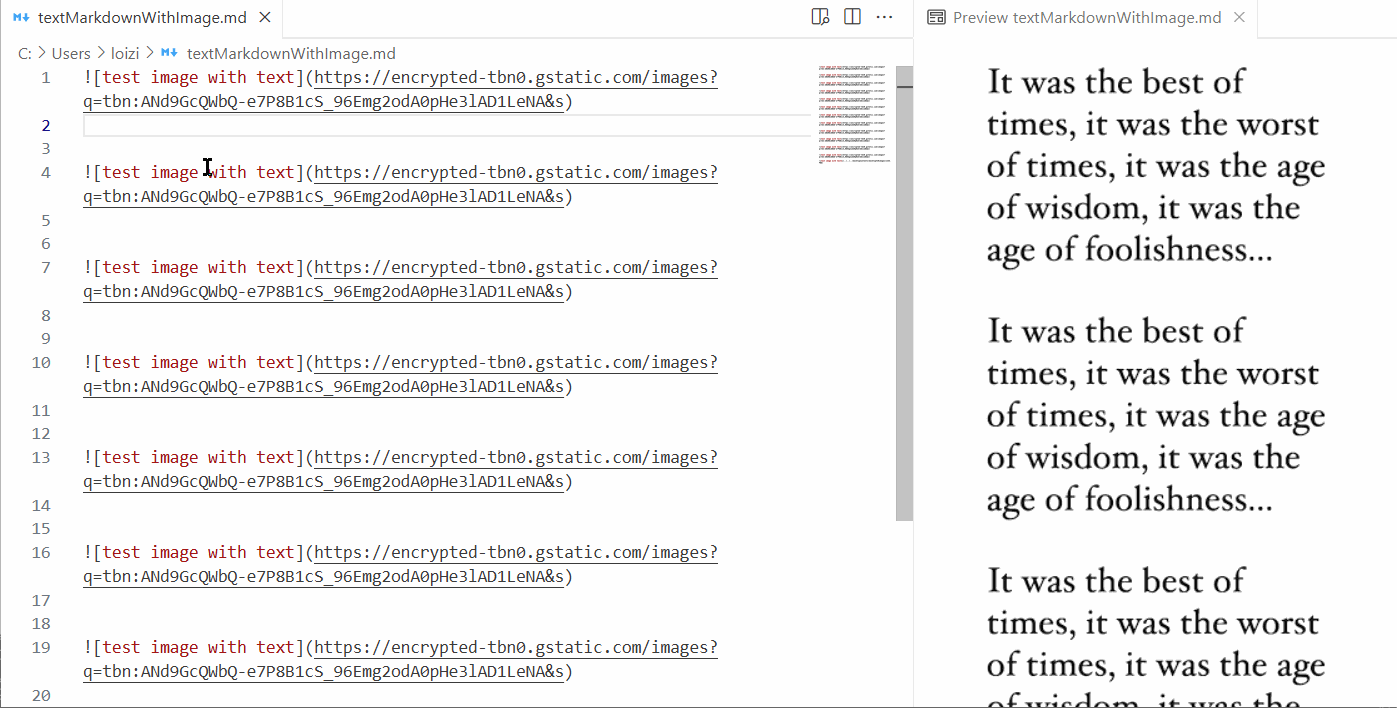 textMarkdownWithImage.md
Preview textMarkdownWithImage.md
C: > Users > loizi > textMarkdownWithImage.md
1 ![test image with text](https://encrypted-tbn0.gstatic.com/images?
q=tbn:ANd9GcQWbQ-e7P8B1cS_96Emg2odA0pHe3lAD1LeNA&s)
2
3
4 ![test image with text](https://encrypted-tbn0.gstatic.com/images?
q=tbn:ANd9GcQWbQ-e7P8B1cS_96Emg2odA0pHe3lAD1LeNA&s)
5
6
7 ![test image with text](https://encrypted-tbn0.gstatic.com/images?
q=tbn:ANd9GcQWbQ-e7P8B1cS_96Emg2odA0pHe3lAD1LeNA&s)
8
9
10 ![test image with text](https://encrypted-tbn0.gstatic.com/images?
q=tbn:ANd9GcQWbQ-e7P8B1cS_96Emg2odA0pHe3lAD1LeNA&s)
11
12
13 ![test image with text](https://encrypted-tbn0.gstatic.com/images?
q=tbn:ANd9GcQWbQ-e7P8B1cS_96Emg2odA0pHe3lAD1LeNA&s)
14
15
16 ![test image with text](https://encrypted-tbn0.gstatic.com/images?
q=tbn:ANd9GcQWbQ-e7P8B1cS_96Emg2odA0pHe3lAD1LeNA&s)
17
18
19 ![test image with text](https://encrypted-tbn0.gstatic.com/images?
q=tbn:ANd9GcQWbQ-e7P8B1cS_96Emg2odA0pHe3lAD1LeNA&s)
20
It was the best of
times, it was the worst
of times, it was the age
of wisdom, it was the
age of foolishness...
It was the best of
times, it was the worst
of times, it was the age
of wisdom, it was the
age of foolishness...
It was the best of
times, it was the worst
of times, it was the age
of wisdom, it was the